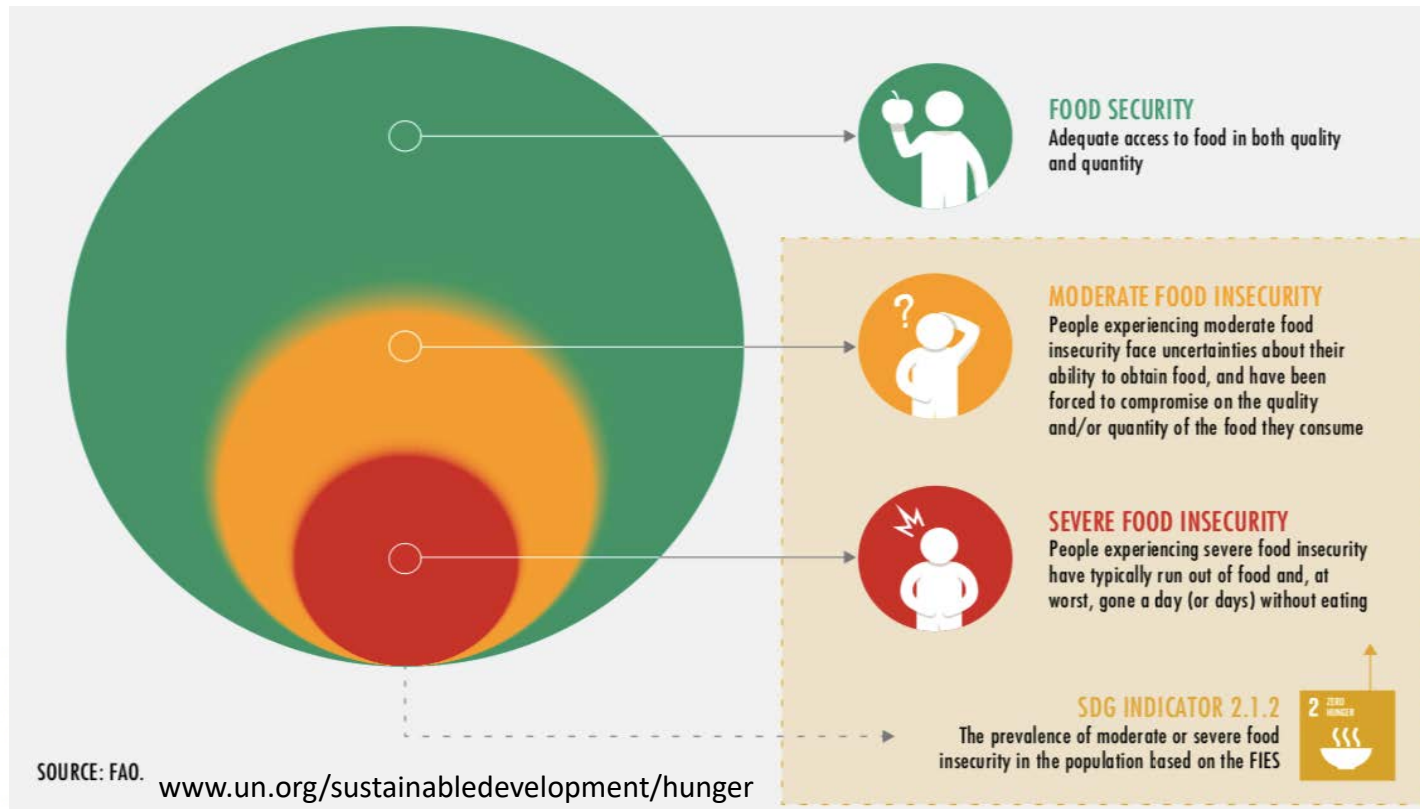 FOOD SECURITY
Adequate access to food in both quality
and quantity
?
MODERATE FOOD INSECURITY
People experiencing moderate food
insecurity face uncertainties about their
ability to obtain food, and have been
forced to compromise on the quality
and/or quantity of the food they consume
SEVERE FOOD INSECURITY
People experiencing severe food insecurity
have typically run out of food and, at
worst, gone a day (or days) without eating
SDG INDICATOR 2.1.2
The prevalence of moderate or severe food
insecurity in the population based on the FIES
2 ZERO
HUNGER
SOURCE: FAO.
www.un.org/sustainabledevelopment/hunger